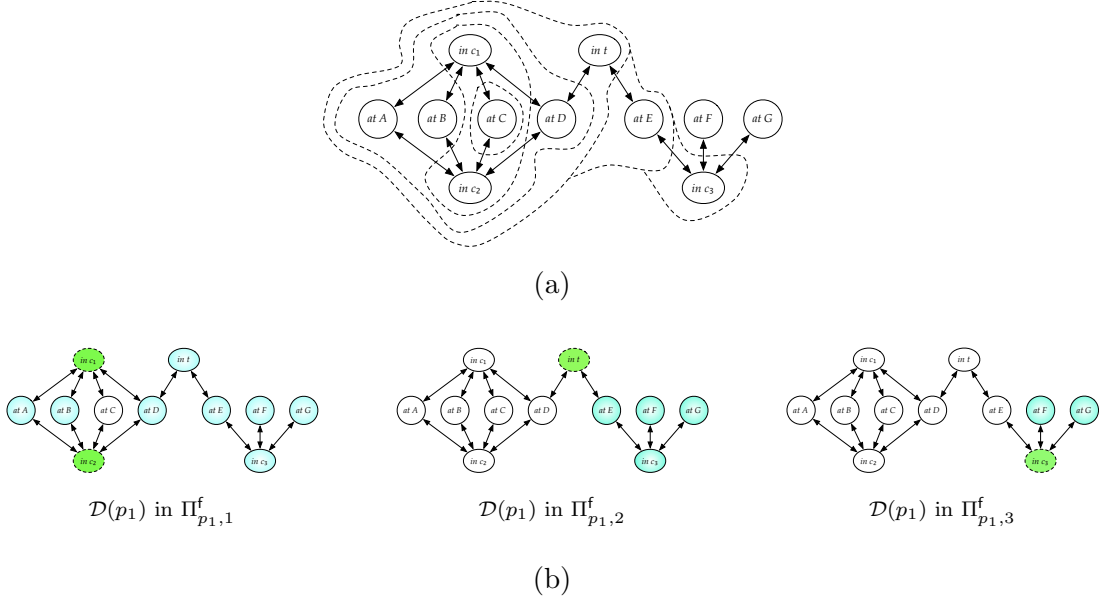 in c₁
in t
at A
at B
at C
at D
at E
at F
at G
in c₂
in c₃
(a)
in c₁
in t
at A
at B
at C
at D
at E
at F
at G
in c₂
in c₃
𝒟(p₁) in Πᶠp₁,₁
in c₁
in t
at A
at B
at C
at D
at E
at F
at G
in c₂
in c₃
𝒟(p₁) in Πᶠp₁,₂
in c₁
in t
at A
at B
at C
at D
at E
at F
at G
in c₂
in c₃
𝒟(p₁) in Πᶠp₁,₃
(b)